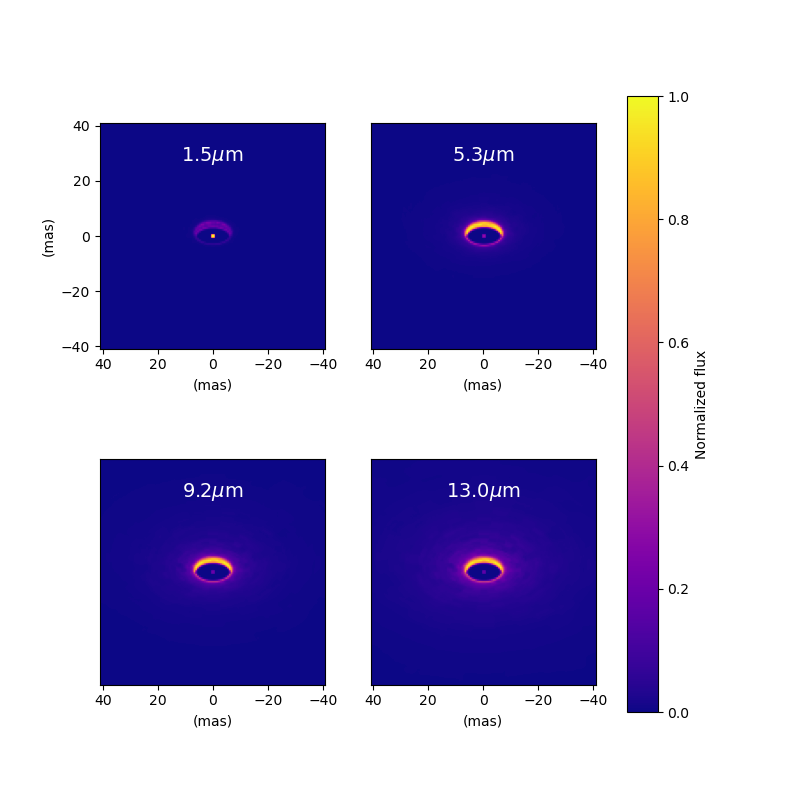 1.5μm
40
20
0
−20
−40
(mas)
40 20 0 −20 −40
(mas)
5.3μm
40 20 0 −20 −40
(mas)
9.2μm
40 20 0 −20 −40
(mas)
13.0μm
40 20 0 −20 −40
(mas)
1.0
0.8
0.6
0.4
0.2
0.0
Normalized flux